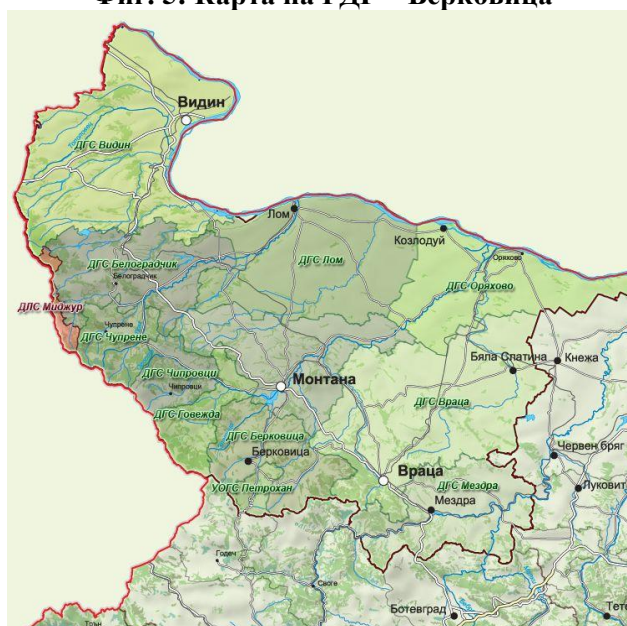 Фиг. 5: Карта на РДГ – Берковица
Видин
ДГС Видин
Лом
Козлодуй
Оряхово
ДГС Лом
ДГС Белоградчик
Белоградчик
ДГС Оряхово
ДЛС Миджур
Чупрене
ДГС Чупрене
Бяла Слатина
Кнежа
ДГС Чипровци
Монтана
Чипровци
ДГС Враца
ДГС Говежда
ДГС Берковица
Берковица
Червен бряг
Враца
УОГС Петрохан
ДГС Мездра
Луковит
Мездра
Годеч
Своге
Ботевград
Тете
Трън